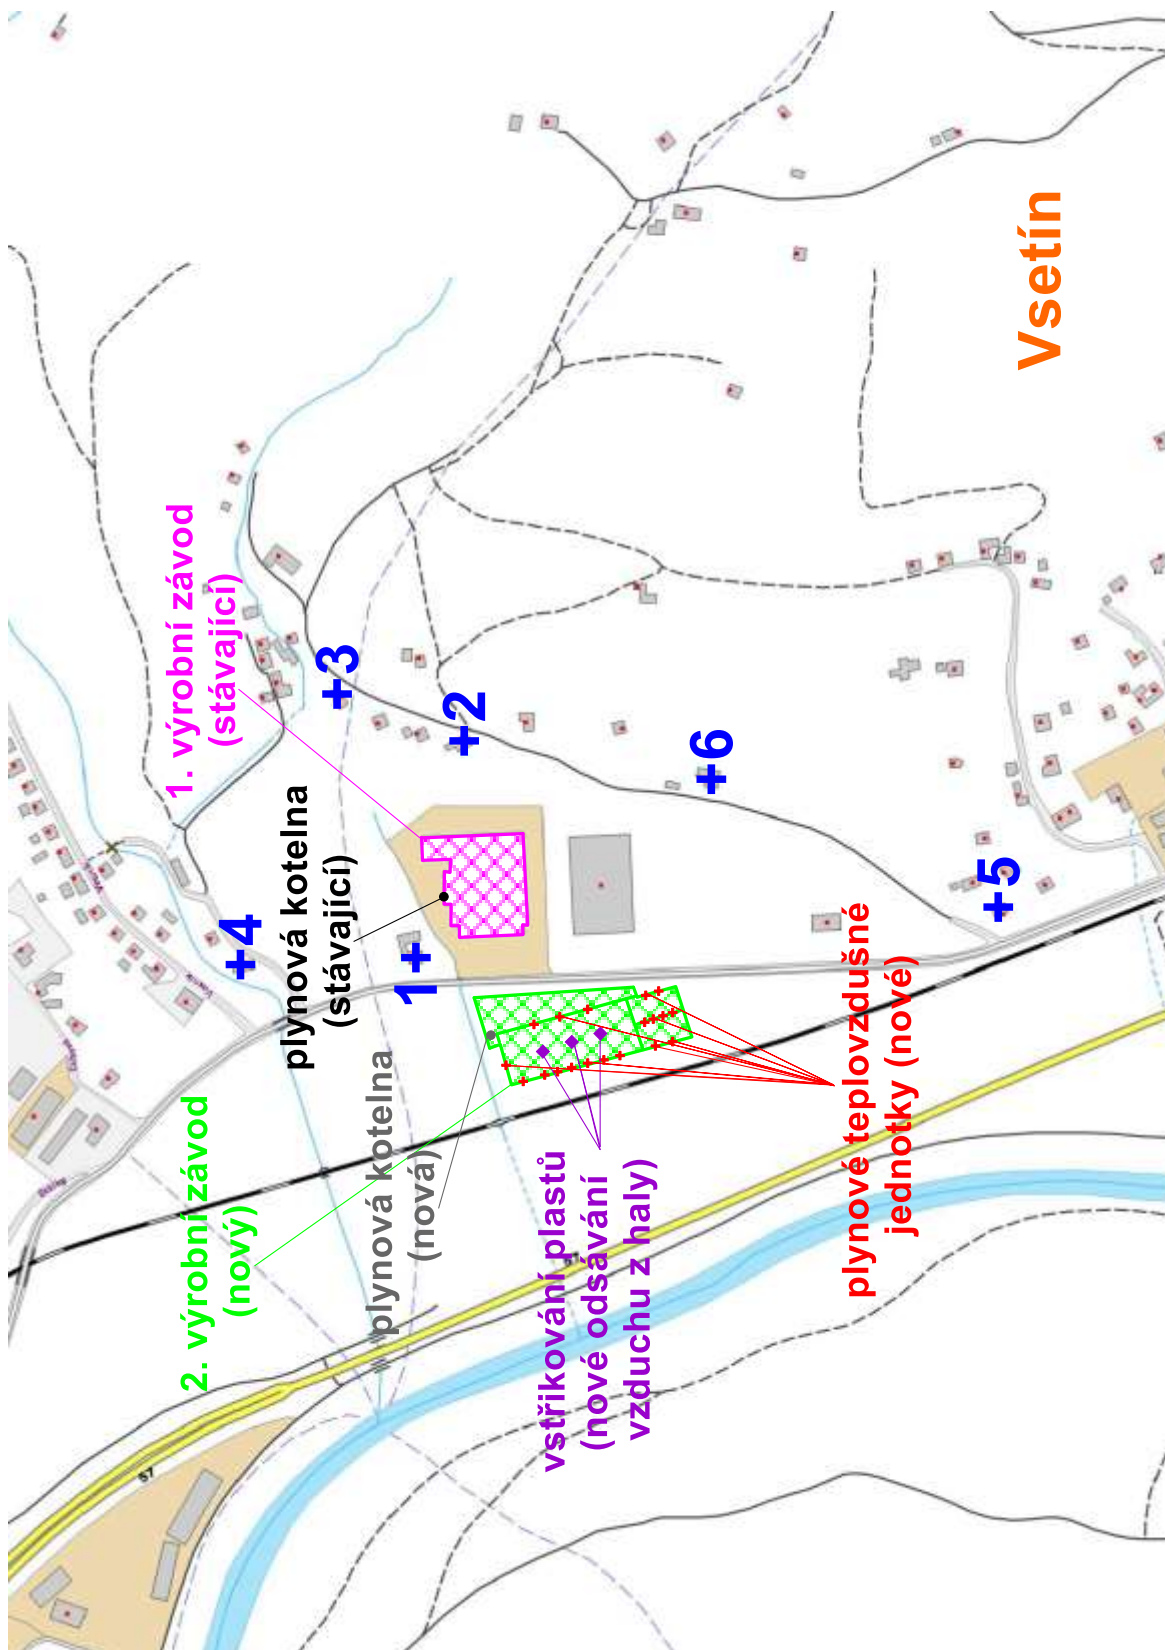 1. výrobní závod
(stávající)
plynová kotelna
(stávající)
2. výrobní závod
(nový)
plynová kotelna
(nová)
vstřikování plastů
(nové odsávání
vzduchu z haly)
plynové teplovzdušné
jednotky (nové)
Vsetín
1
2
3
4
5
6
57